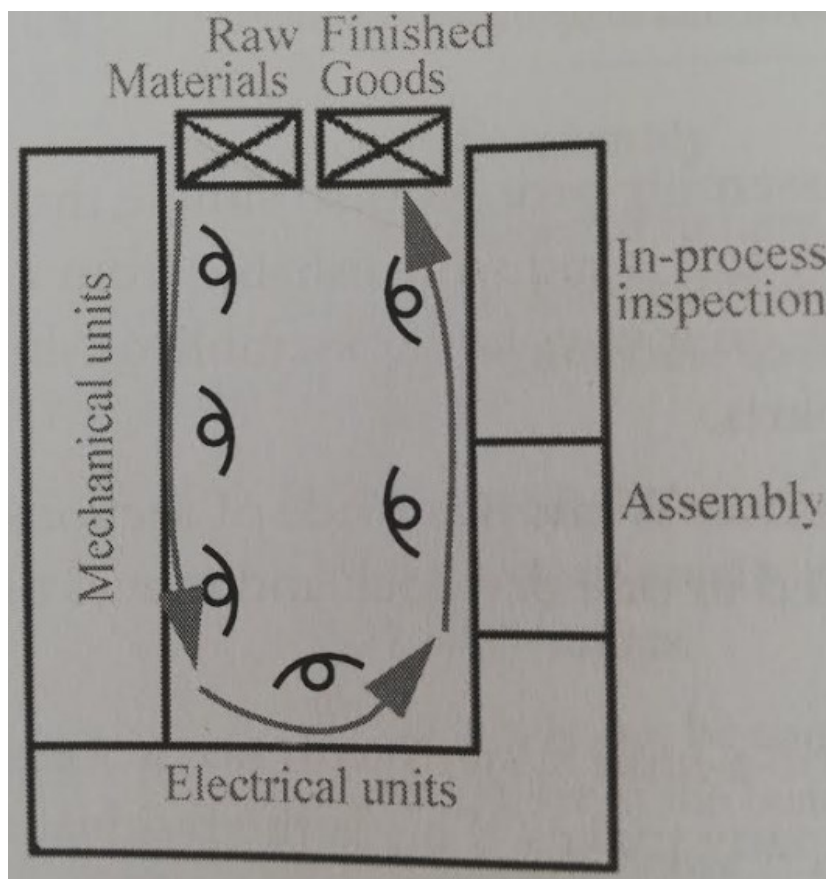 Raw Finished
Materials Goods
Mechanical units
In-process
inspection
Assembly
Electrical units